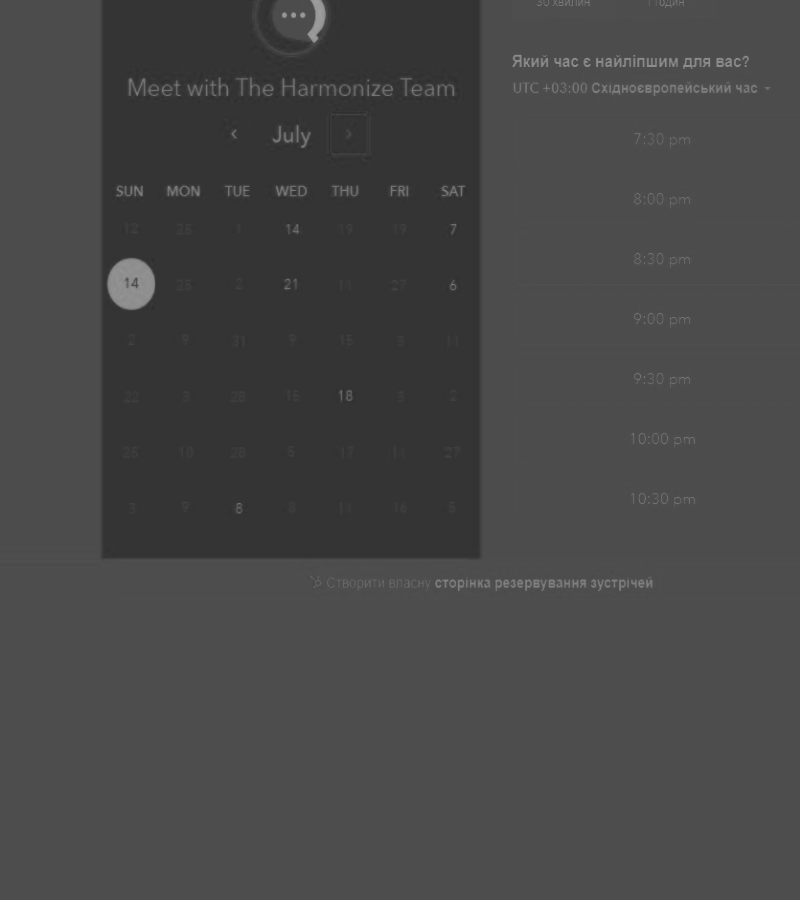 30 хвилин 1 годин
Meet with The Harmonize Team
July
SUN MON TUE WED THU FRI SAT
12 28 1 14 19 19 7
14 28 2 21 11 27 6
2 9 31 9 15 3 11
22 3 28 15 18 3 2
25 10 28 6 17 11 27
3 9 8 8 11 16 5
Який час є найліпшим для вас?
UTC +03:00 Східноєвропейський час
7:30 pm
8:00 pm
8:30 pm
9:00 pm
9:30 pm
10:00 pm
10:30 pm
Створити власну сторінка резервування зустрічей